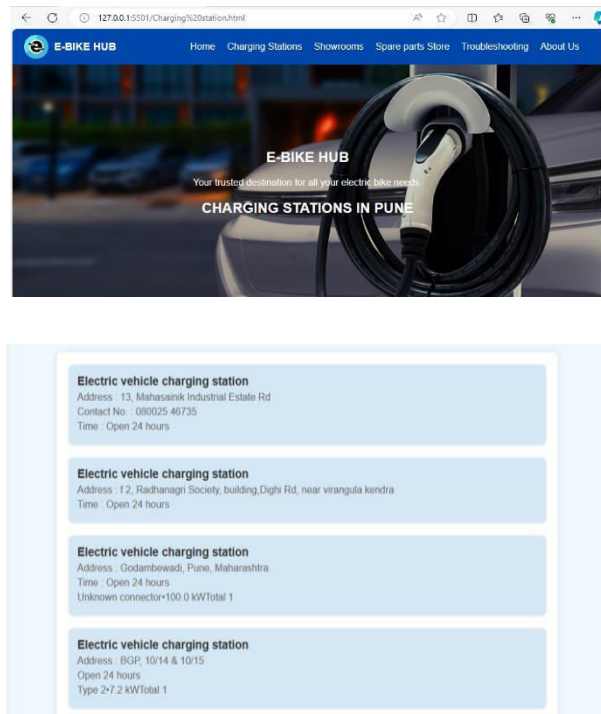 127.0.0.1:5501/Charging%20station.html
E-BIKE HUB
Home Charging Stations Showrooms Spare parts Store Troubleshooting About Us
E-BIKE HUB
Your trusted destination for all your electric bike needs.
CHARGING STATIONS IN PUNE
Electric vehicle charging station
Address : 13, Mahasainik Industrial Estate Rd
Contact No. : 080025 46735
Time : Open 24 hours
Electric vehicle charging station
Address : f 2, Radhanagri Society, building,Dighi Rd, near virangula kendra
Time : Open 24 hours
Electric vehicle charging station
Address : Godambewadi, Pune, Maharashtra
Time : Open 24 hours
Unknown connector•100.0 kWTotal 1
Electric vehicle charging station
Address : BGP, 10/14 & 10/15
Open 24 hours
Type 2•7.2 kWTotal 1